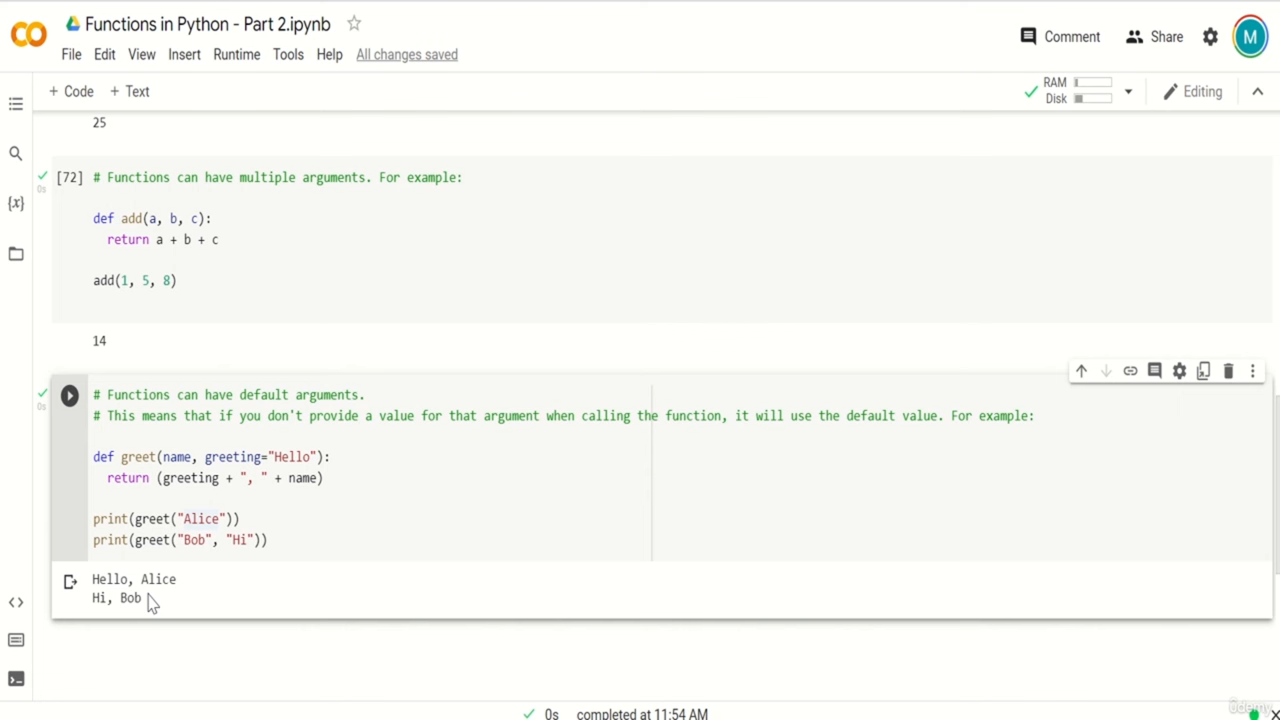 Functions in Python - Part 2.ipynb
Comment
Share
M
File Edit View Insert Runtime Tools Help All changes saved
+ Code + Text
RAM
Disk
Editing
25
[72]
0s
# Functions can have multiple arguments. For example:
def add(a, b, c):
return a + b + c
add(1, 5, 8)
{x}
14
0s
# Functions can have default arguments.
# This means that if you don't provide a value for that argument when calling the function, it will use the default value. For example:
def greet(name, greeting="Hello"):
return (greeting + ", " + name)
print(greet("Alice"))
print(greet("Bob", "Hi"))
Hello, Alice
Hi, Bob
0s completed at 11:54 AM
udemy